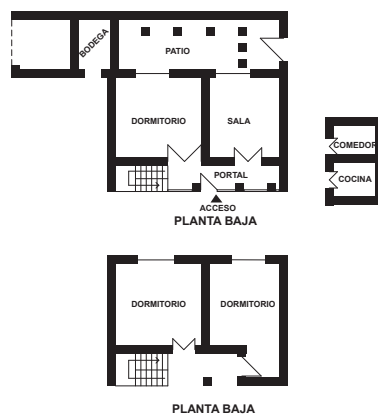 BODEGA
PATIO
DORMITORIO
SALA
COMEDOR
COCINA
PORTAL
ACCESO
PLANTA BAJA
DORMITORIO
DORMITORIO
PLANTA BAJA